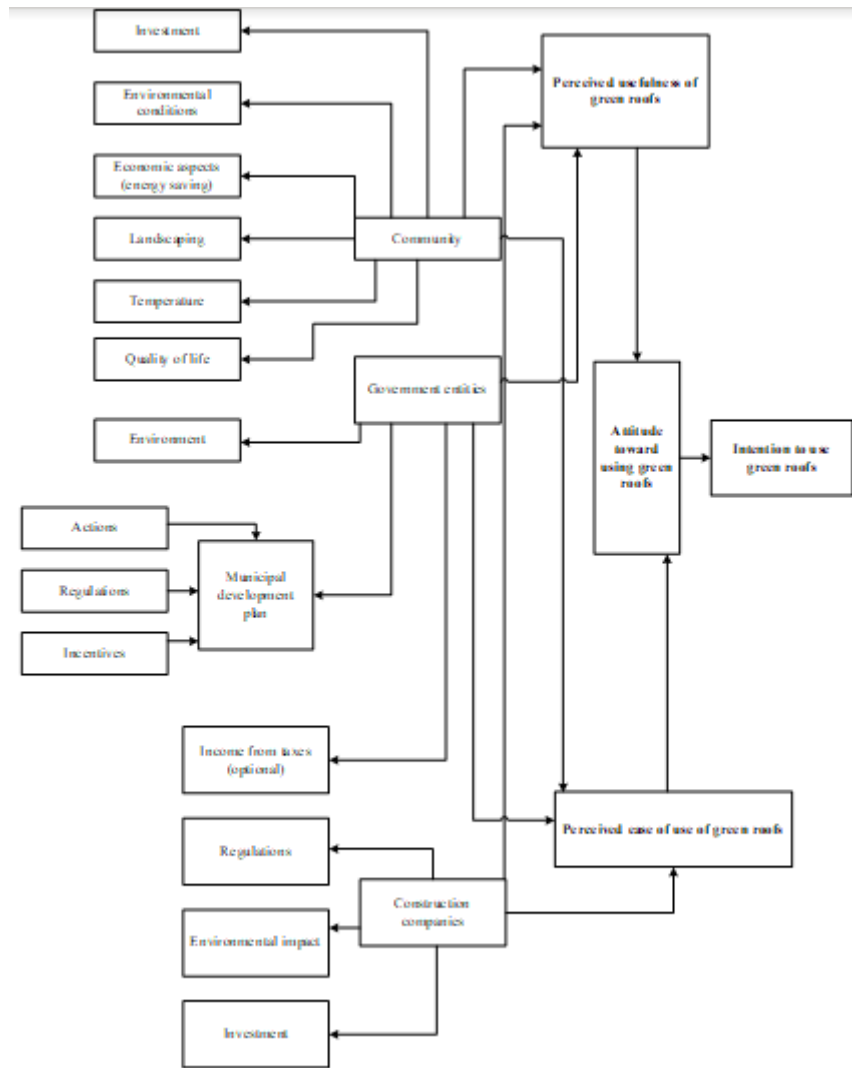 Investment
Perceived usefulness of
green roofs
Environmental
conditions
Economic aspects
(energy saving)
Landscaping
Community
Temperature
Quality of life
Government entities
Environment
Attitude
toward
using green
roofs
Intention to use
green roofs
Actions
Regulations
Municipal
development
plan
Incentives
Income from taxes
(optional)
Perceived ease of use of green roofs
Regulations
Construction
companies
Environmental impact
Investment